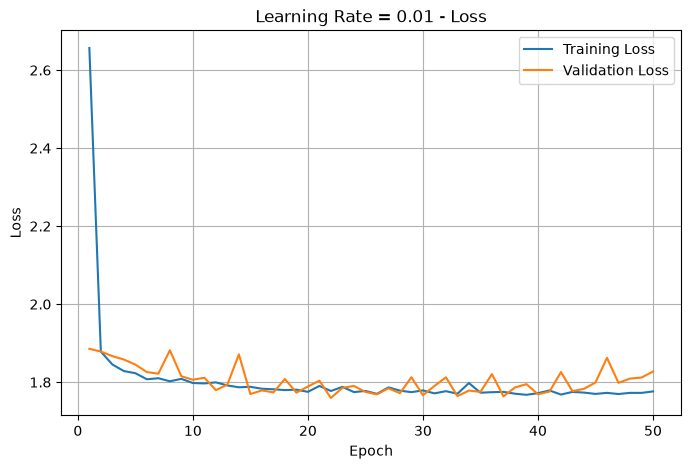 Learning Rate = 0.01 - Loss
Training Loss
Validation Loss
2.6
2.4
2.2
2.0
1.8
Loss
0
10
20
30
40
50
Epoch